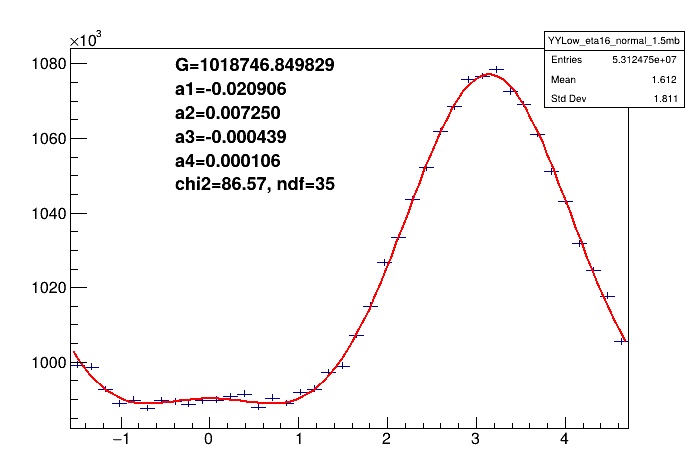 ×10³
YYLow_eta16_normal_1.5mb
Entries 5.312475e+07
Mean 1.612
Std Dev 1.811
G=1018746.849829
a1=-0.020906
a2=0.007250
a3=-0.000439
a4=0.000106
chi2=86.57, ndf=35
1080
1060
1040
1020
1000
−1 0 1 2 3 4